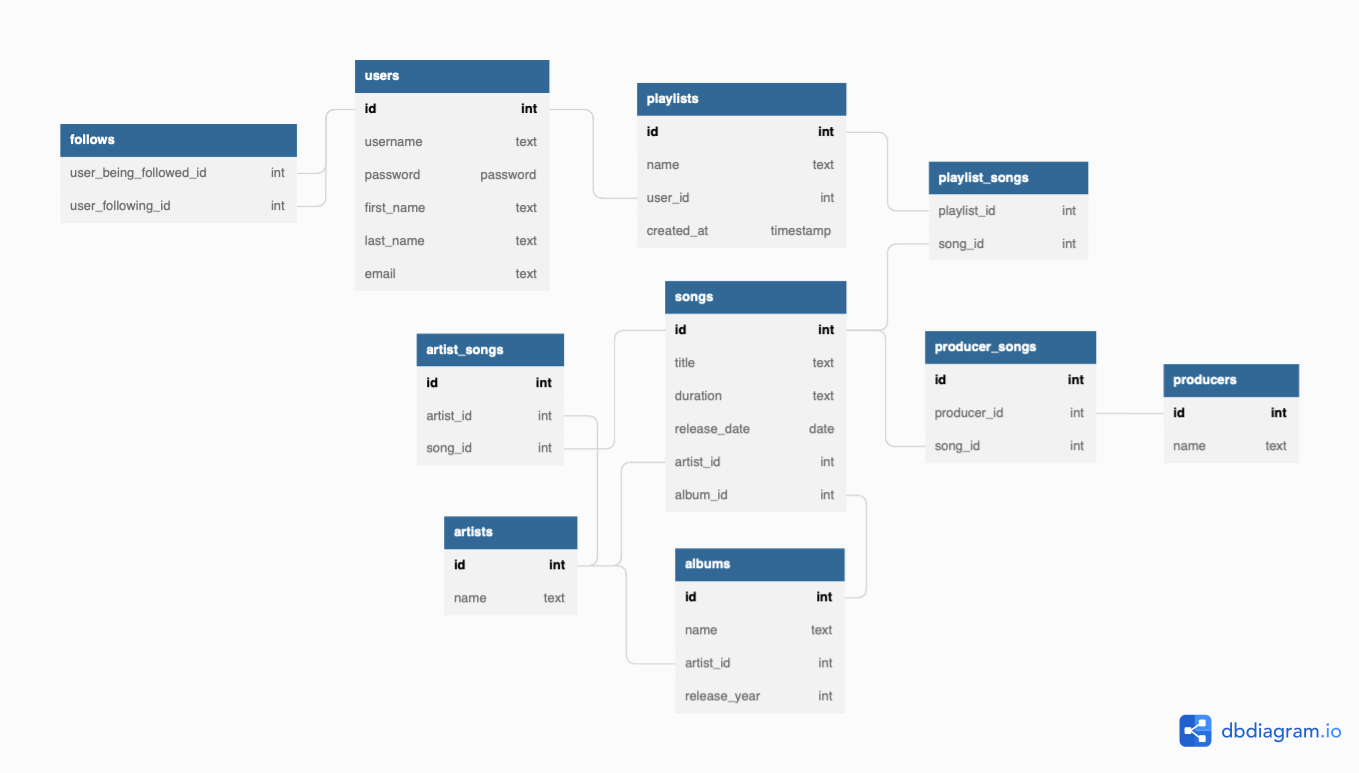 users
id int
username text
password password
first_name text
last_name text
email text
follows
user_being_followed_id int
user_following_id int
playlists
id int
name text
user_id int
created_at timestamp
playlist_songs
playlist_id int
song_id int
songs
id int
title text
duration text
release_date date
artist_id int
album_id int
artist_songs
id int
artist_id int
song_id int
producer_songs
id int
producer_id int
song_id int
producers
id int
name text
artists
id int
name text
albums
id int
name text
artist_id int
release_year int
dbdiagram.io